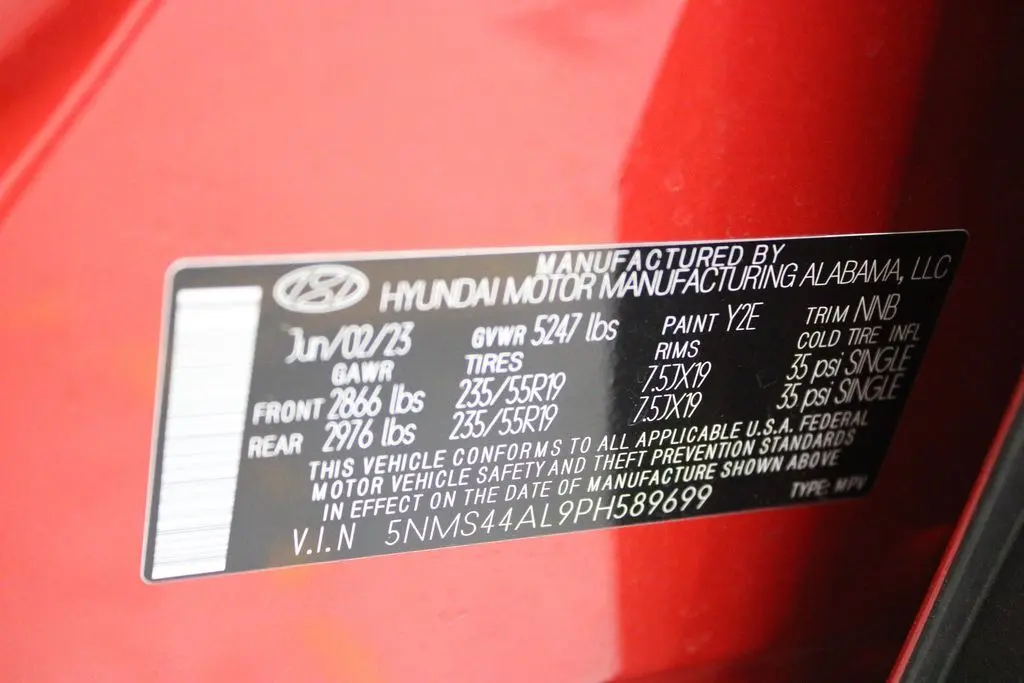 MANUFACTURED BY
HYUNDAI MOTOR MANUFACTURING ALABAMA, LLC
Jun/02/23 GVWR 5247 lbs PAINT Y2E TRIM NNB
GAWR TIRES RIMS COLD TIRE INFL
FRONT 2866 lbs 235/55R19 7.5JX19 35 psi SINGLE
REAR 2976 lbs 235/55R19 7.5JX19 35 psi SINGLE
THIS VEHICLE CONFORMS TO ALL APPLICABLE U.S.A. FEDERAL
MOTOR VEHICLE SAFETY AND THEFT PREVENTION STANDARDS
IN EFFECT ON THE DATE OF MANUFACTURE SHOWN ABOVE
V.I.N 5NMS44AL9PH589699 TYPE: MPV